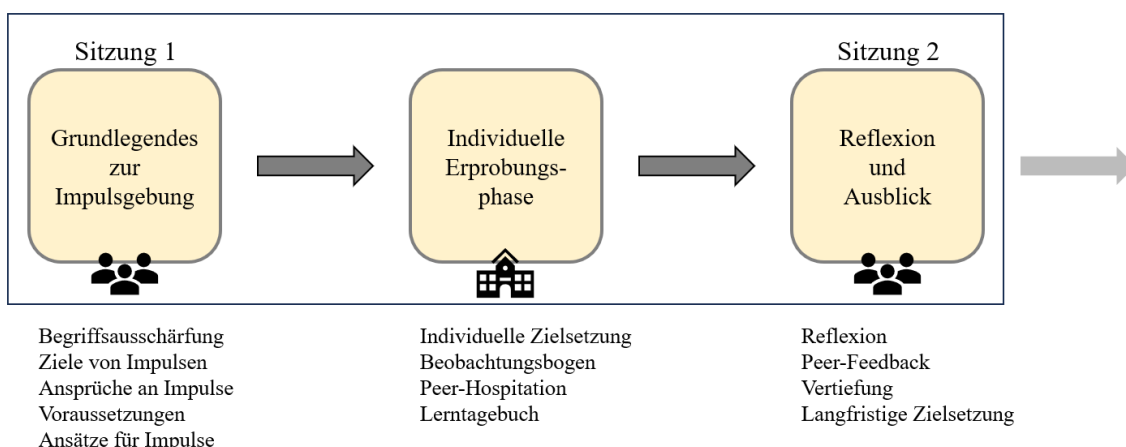 Sitzung 1
Grundlegendes
zur
Impulsgebung
Individuelle
Erprobungs-
phase
Sitzung 2
Reflexion
und
Ausblick
Begriffsausschärfung
Ziele von Impulsen
Ansprüche an Impulse
Voraussetzungen
Ansätze für Impulse
Individuelle Zielsetzung
Beobachtungsbogen
Peer-Hospitation
Lerntagebuch
Reflexion
Peer-Feedback
Vertiefung
Langfristige Zielsetzung